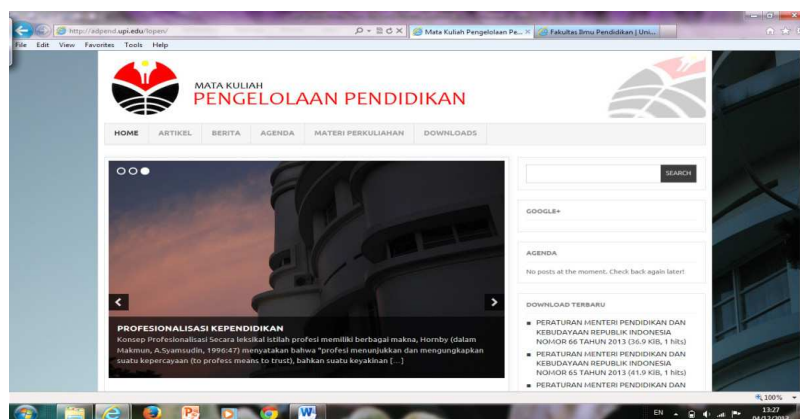 http://adpend.upi.edu/lopen/
Mata Kuliah Pengelolaan Pe...
Fakultas Ilmu Pendidikan | Uni...
File Edit View Favorites Tools Help
MATA KULIAH
PENGELOLAAN PENDIDIKAN
HOME ARTIKEL BERITA AGENDA MATERI PERKULIAHAN DOWNLOADS
SEARCH
GOOGLE+
AGENDA
No posts at the moment. Check back again later!
DOWNLOAD TERBARU
PERATURAN MENTERI PENDIDIKAN DAN
KEBUDAYAAN REPUBLIK INDONESIA
NOMOR 66 TAHUN 2013 (36.9 KIB, 1 hits)
PERATURAN MENTERI PENDIDIKAN DAN
KEBUDAYAAN REPUBLIK INDONESIA
NOMOR 65 TAHUN 2013 (41.9 KIB, 1 hits)
PERATURAN MENTERI PENDIDIKAN DAN
PROFESIONALISASI KEPENDIDIKAN
Konsep Profesionalisasi Secara leksikal istilah profesi memiliki berbagai makna, Hornby (dalam
Makmun, A.Syamsudin, 1996:47) menyatakan bahwa "profesi menunjukkan dan mengungkapkan
suatu kepercayaan (to profess means to trust), bahkan suatu keyakinan [...]
100%
EN
13:27
04/12/2013